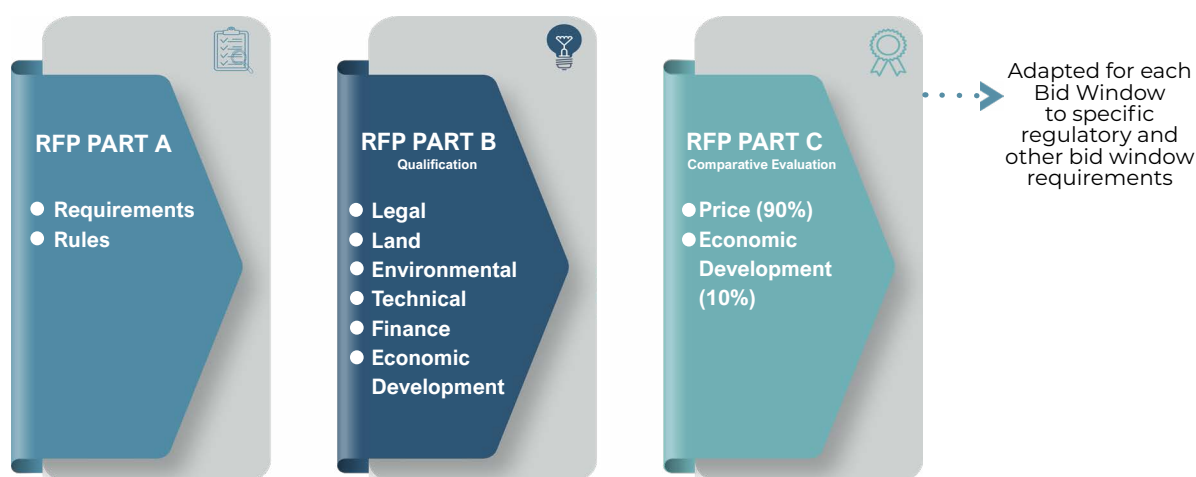 RFP PART A
● Requirements
● Rules
RFP PART B
Qualification
● Legal
● Land
● Environmental
● Technical
● Finance
● Economic
Development
RFP PART C
Comparative Evaluation
● Price (90%)
● Economic
Development
(10%)
Adapted for each
Bid Window
to specific
regulatory and
other bid window
requirements